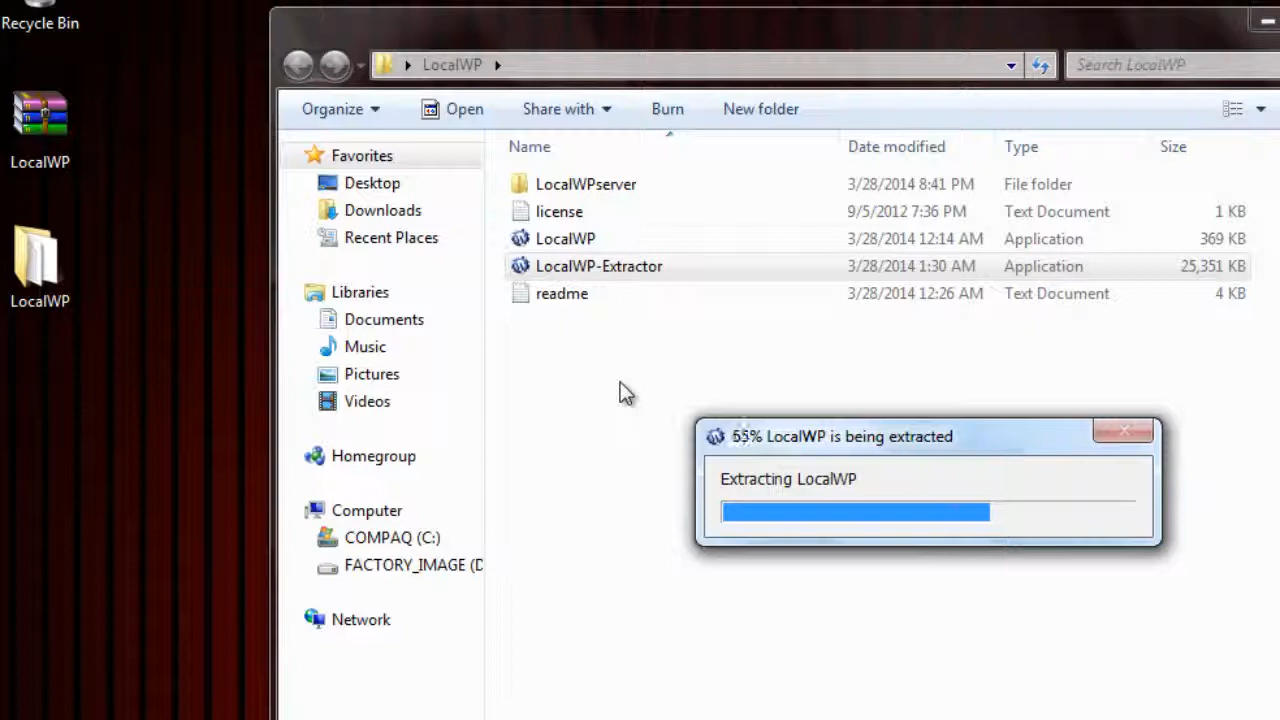 Recycle Bin
LocalWP
LocalWP
LocalWP
Search LocalWP
Organize Open Share with Burn New folder
Name Date modified Type Size
Favorites
Desktop
Downloads
Recent Places
Libraries
Documents
Music
Pictures
Videos
Homegroup
Computer
COMPAQ (C:)
FACTORY_IMAGE (D
Network
LocalWPserver 3/28/2014 8:41 PM File folder
license 9/5/2012 7:36 PM Text Document 1 KB
LocalWP 3/28/2014 12:14 AM Application 369 KB
LocalWP-Extractor 3/28/2014 1:30 AM Application 25,351 KB
readme 3/28/2014 12:26 AM Text Document 4 KB
LocalWP is being extracted
Extracting LocalWP